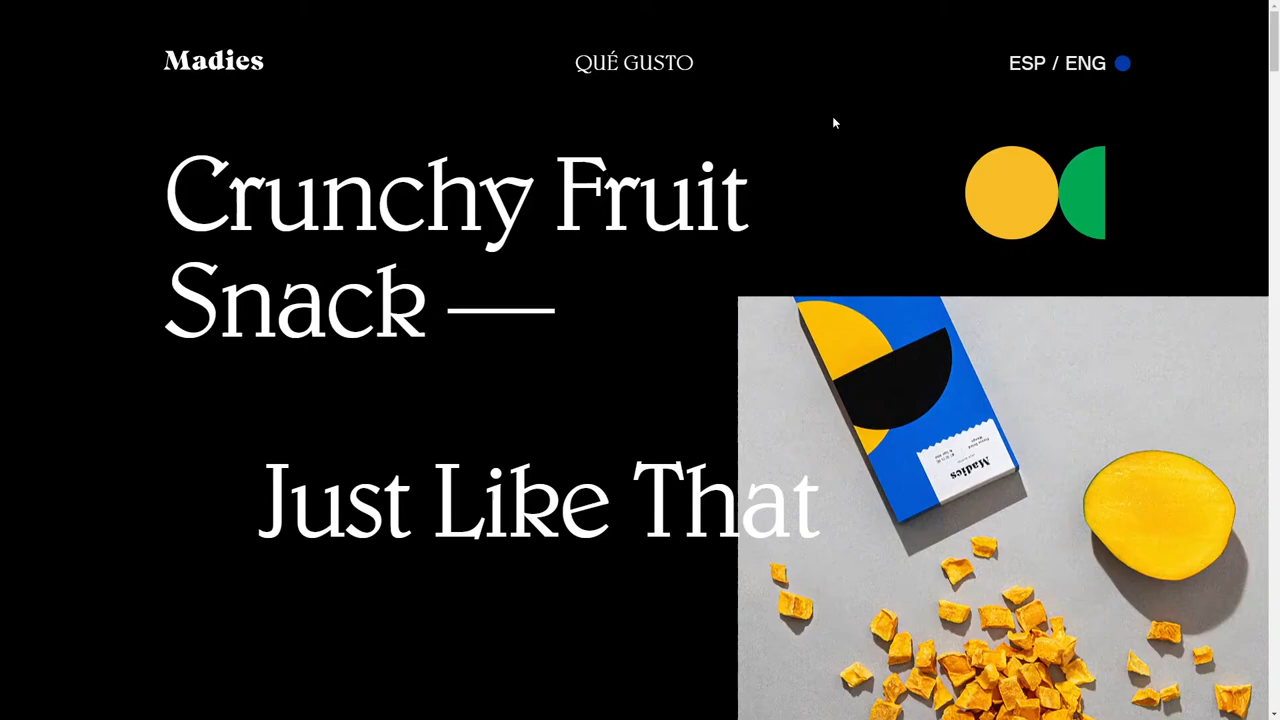 Madies
QUÉ GUSTO
ESP / ENG
Crunchy Fruit
Snack —
Just Like That
Madies